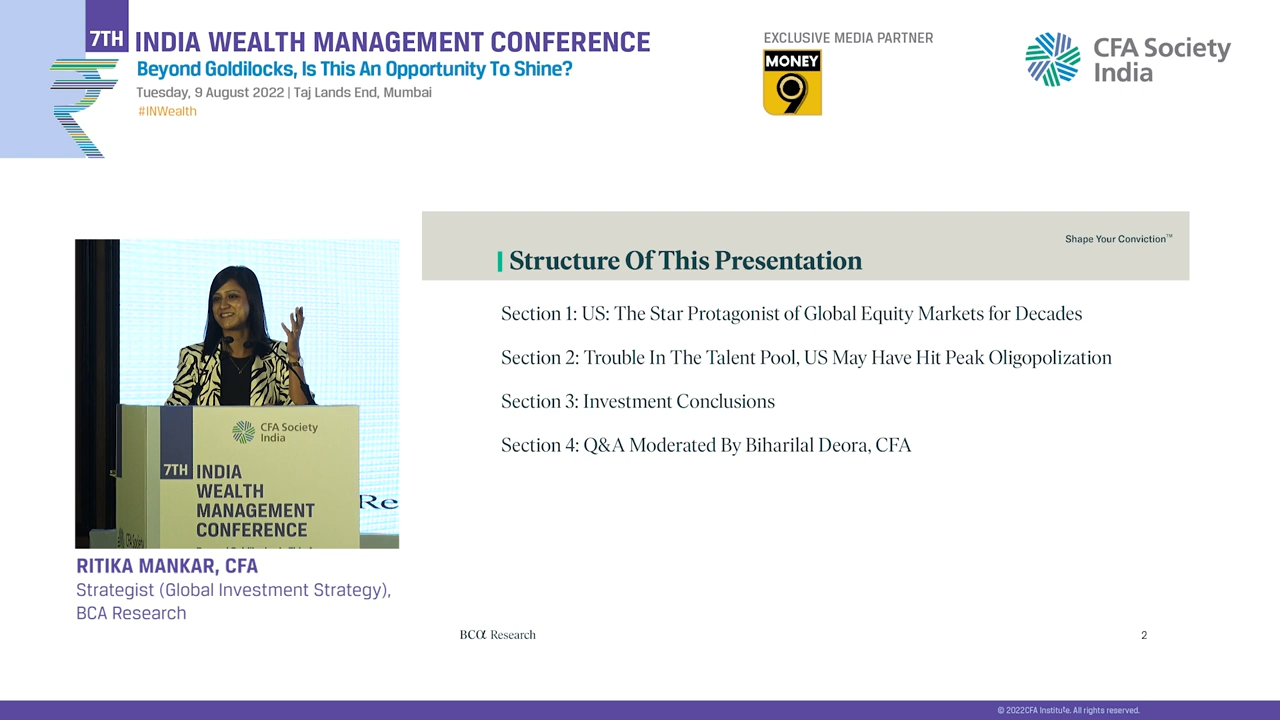 7TH INDIA WEALTH MANAGEMENT CONFERENCE
Beyond Goldilocks, Is This An Opportunity To Shine?
Tuesday, 9 August 2022 | Taj Lands End, Mumbai
#INWealth
EXCLUSIVE MEDIA PARTNER
MONEY
9
CFA Society
India
Shape Your Conviction™
Structure Of This Presentation
Section 1: US: The Star Protagonist of Global Equity Markets for Decades
Section 2: Trouble In The Talent Pool, US May Have Hit Peak Oligopolization
Section 3: Investment Conclusions
Section 4: Q&A Moderated By Biharilal Deora, CFA
CFA Society
India
7TH INDIA
WEALTH
MANAGEMENT
CONFERENCE
Re
RITIKA MANKAR, CFA
Strategist (Global Investment Strategy),
BCA Research
BCα Research
2
© 2022CFA Institute. All rights reserved.